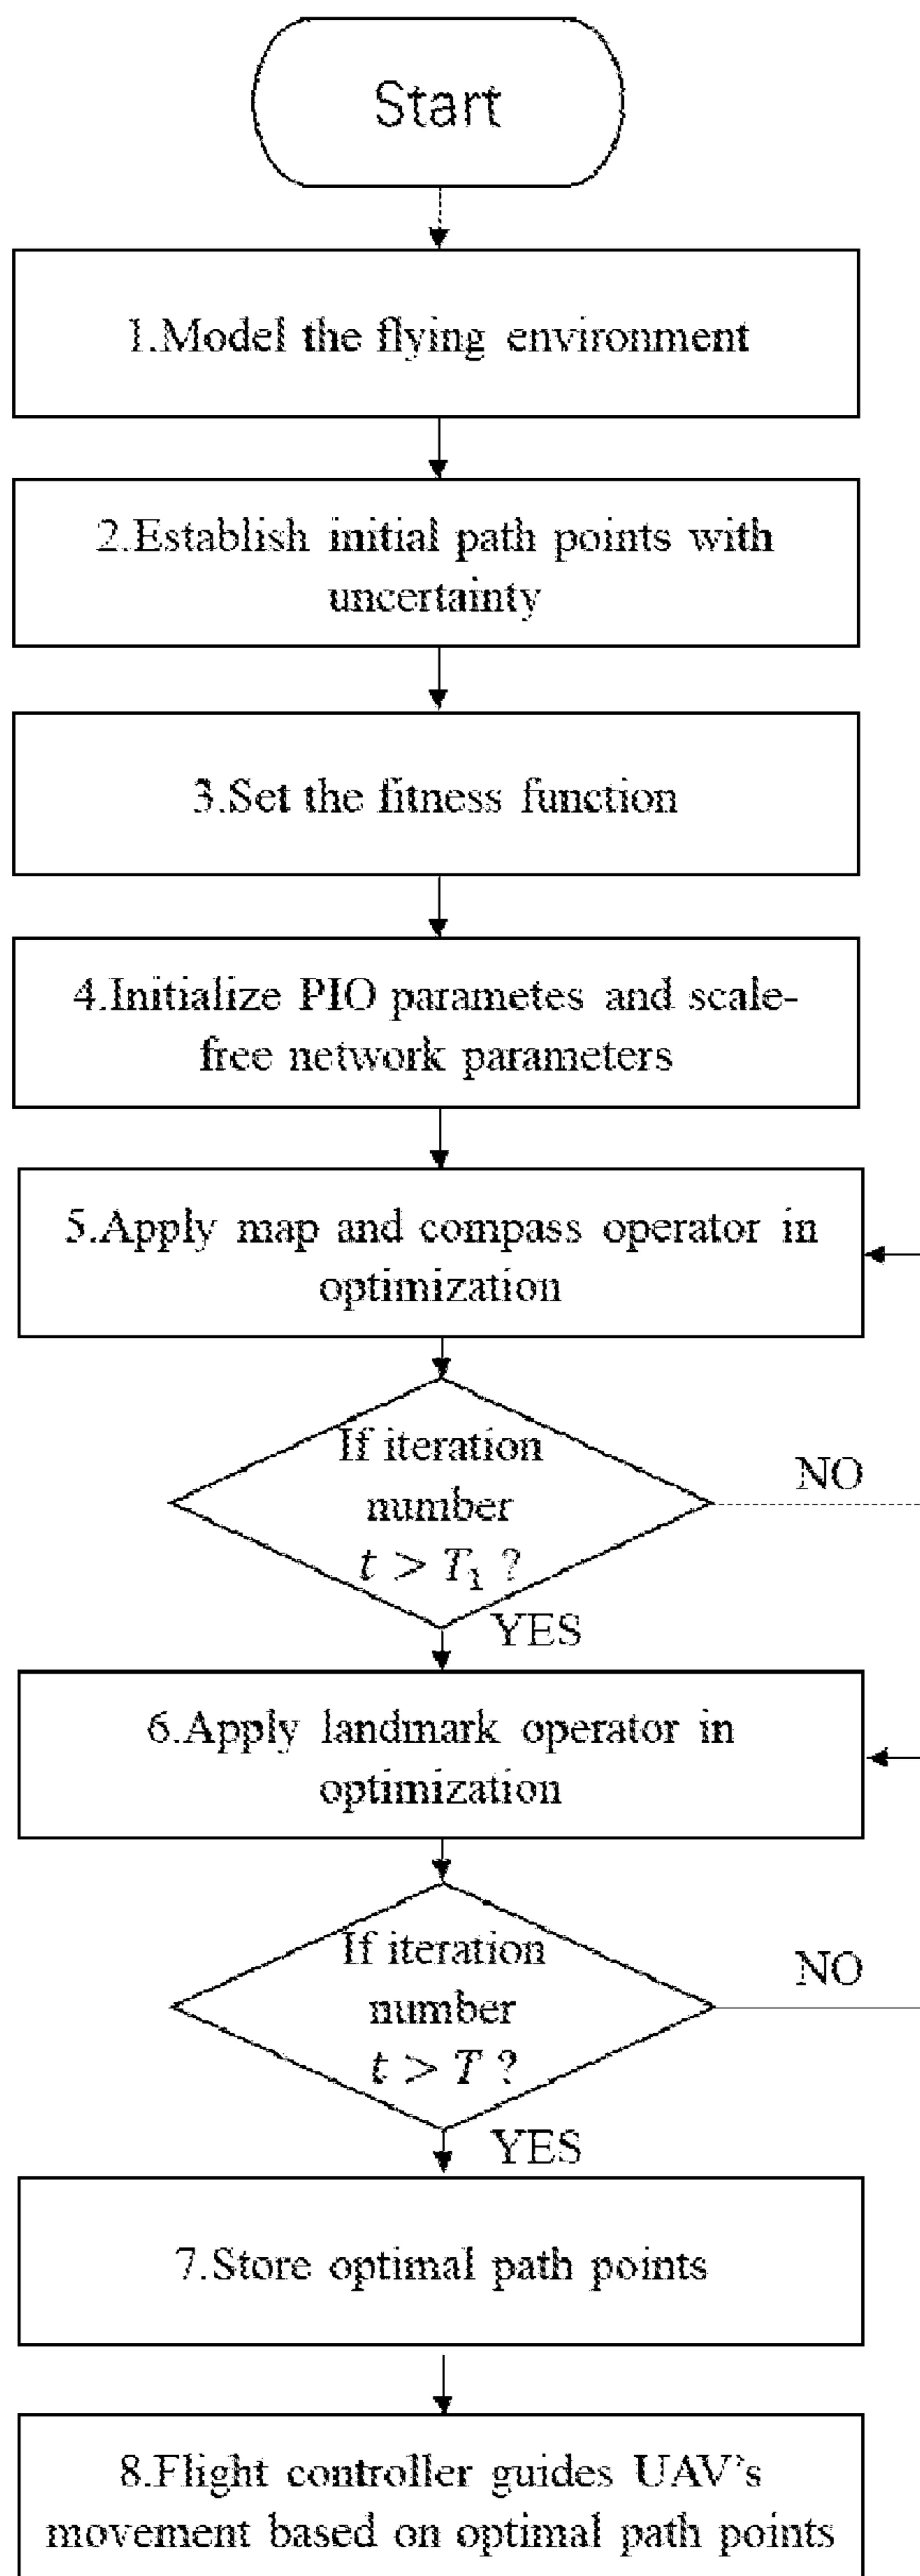 Start
1.Model the flying environment
2.Establish initial path points with
uncertainty
3.Set the fitness function
4.Initialize PIO parametes and scale-
free network parameters
5.Apply map and compass operator in
optimization
If iteration
number
t > T₁ ?
NO
YES
6.Apply landmark operator in
optimization
If iteration
number
t > T ?
NO
YES
7.Store optimal path points
8.Flight controller guides UAV's
movement based on optimal path points